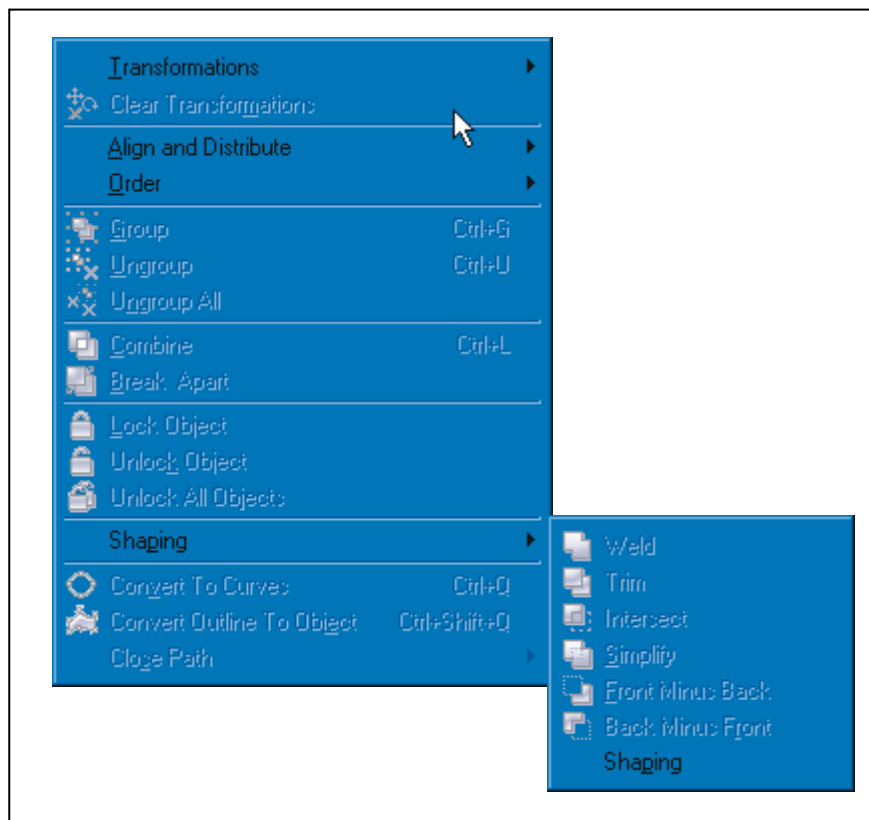 Transformations
Clear Transformations
Align and Distribute
Order
Group Ctrl+G
Ungroup Ctrl+U
Ungroup All
Combine Ctrl+L
Break Apart
Lock Object
Unlock Object
Unlock All Objects
Shaping
Convert To Curves Ctrl+Q
Convert Outline To Object Ctrl+Shift+Q
Close Path
Weld
Trim
Intersect
Simplify
Front Minus Back
Back Minus Front
Shaping